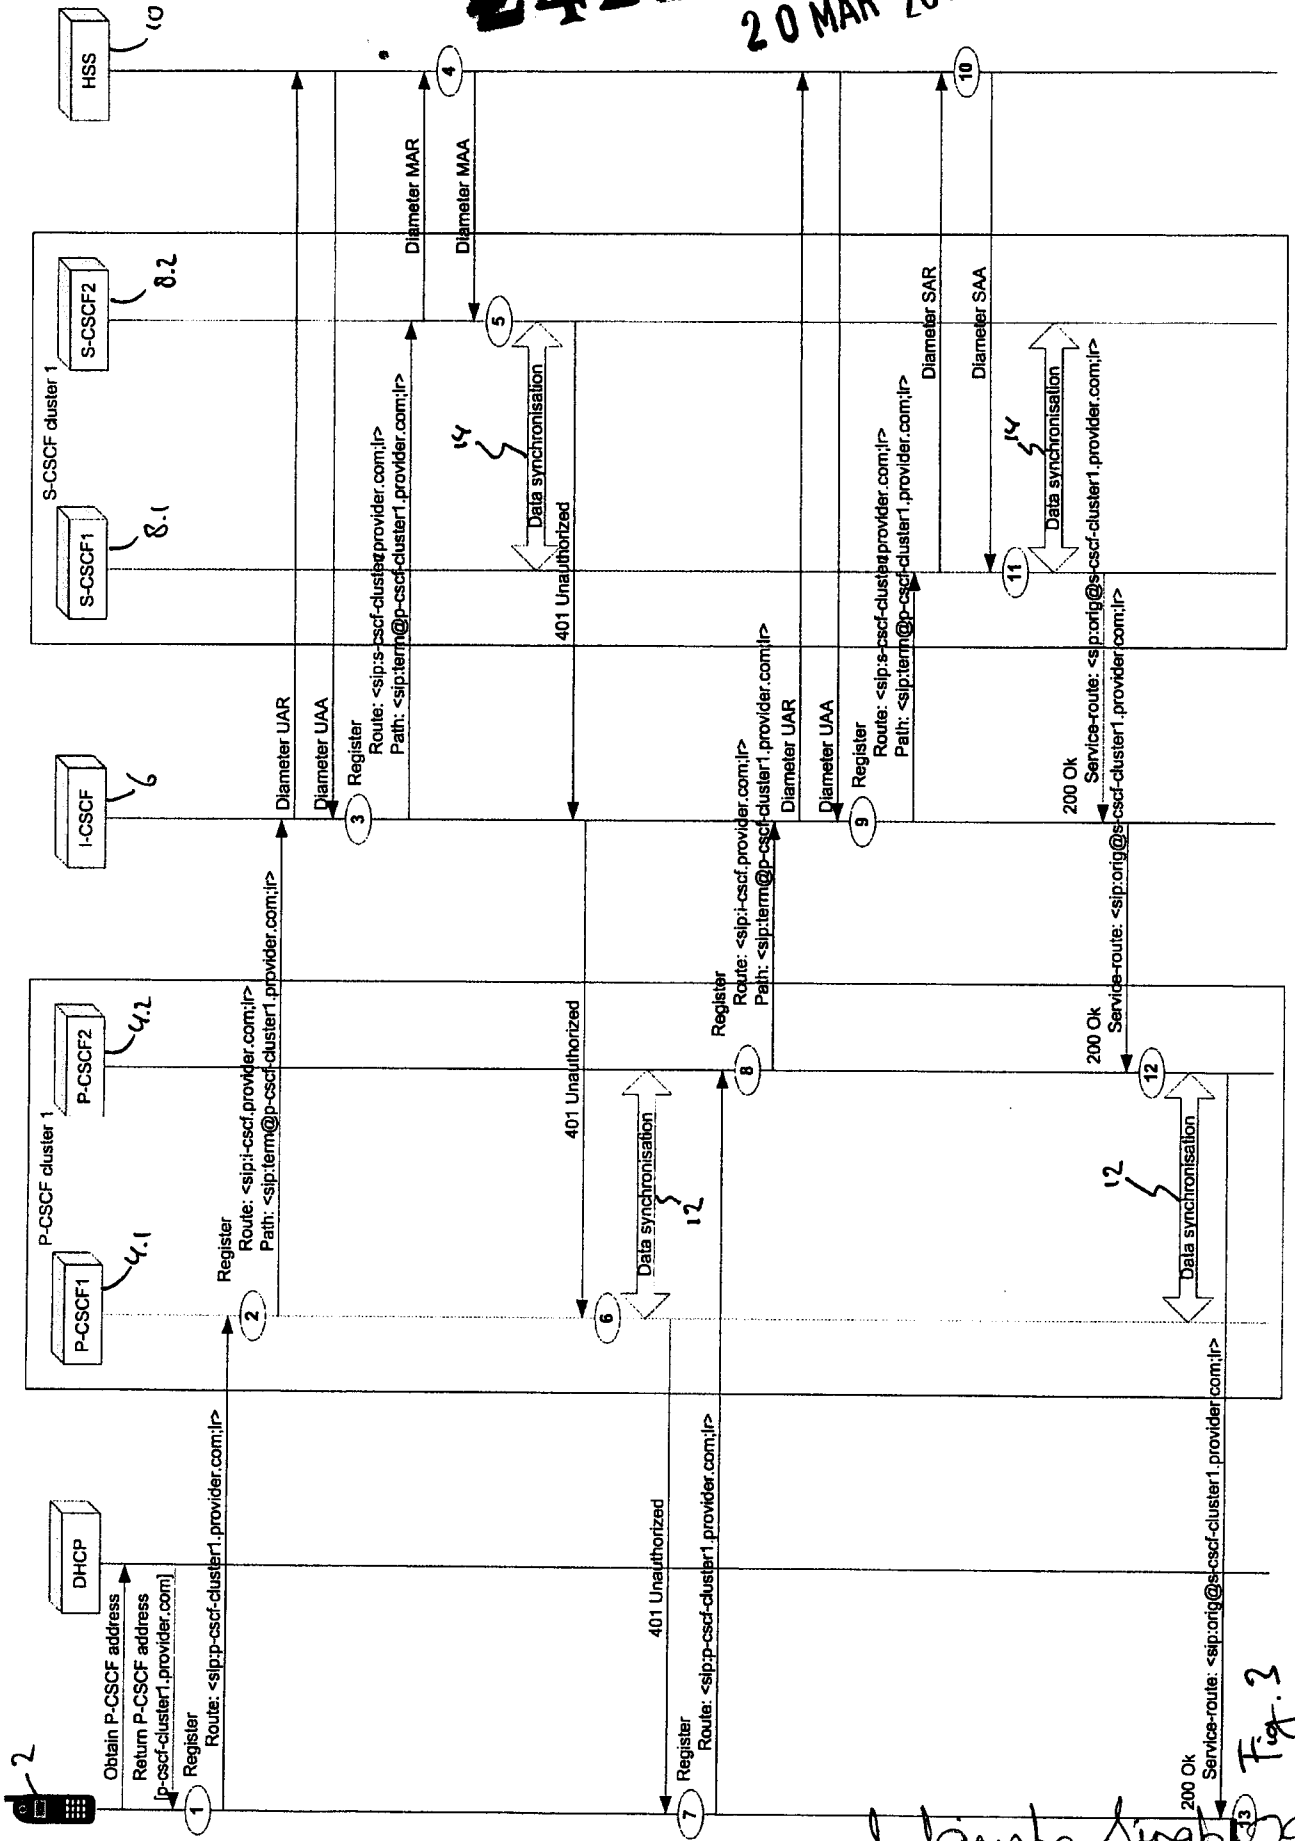 2
DHCP
P-CSCF cluster 1
P-CSCF1
4.1
P-CSCF2
4.2
I-CSCF
6
S-CSCF cluster 1
S-CSCF1
8.1
S-CSCF2
8.2
HSS
10
Obtain P-CSCF address
Return P-CSCF address
[p-cscf-cluster1.provider.com]
1
Register
Route: <sip:p-cscf-cluster1.provider.com;lr>
2
Register
Route: <sip:i-cscf.provider.com;lr>
Path: <sip:term@p-cscf-cluster1.provider.com;lr>
Diameter UAR
Diameter UAA
3
Register
Route: <sip:s-cscf-cluster provider.com;lr>
Path: <sip:term@p-cscf-cluster1.provider.com;lr>
Diameter MAR
4
Diameter MAA
5
Data synchronisation
14
401 Unauthorized
401 Unauthorized
6
Data synchronisation
12
401 Unauthorized
7
Register
Route: <sip:p-cscf-cluster1.provider.com;lr>
8
Register
Route: <sip:i-cscf.provider.com;lr>
Path: <sip:term@p-cscf-cluster1.provider.com;lr>
Diameter UAR
Diameter UAA
9
Register
Route: <sip:s-cscf-cluster provider.com;lr>
Path: <sip:term@p-cscf-cluster1.provider.com;lr>
Diameter SAR
10
Diameter SAA
11
Data synchronisation
14
200 Ok
Service-route: <sip:orig@s-cscf-cluster1.provider.com;lr>
200 Ok
Service-route: <sip:orig@s-cscf-cluster1.provider.com;lr>
12
Data synchronisation
12
200 Ok
Service-route: <sip:orig@s-cscf-cluster1.provider.com;lr>
13
Fig. 3
20 MAR